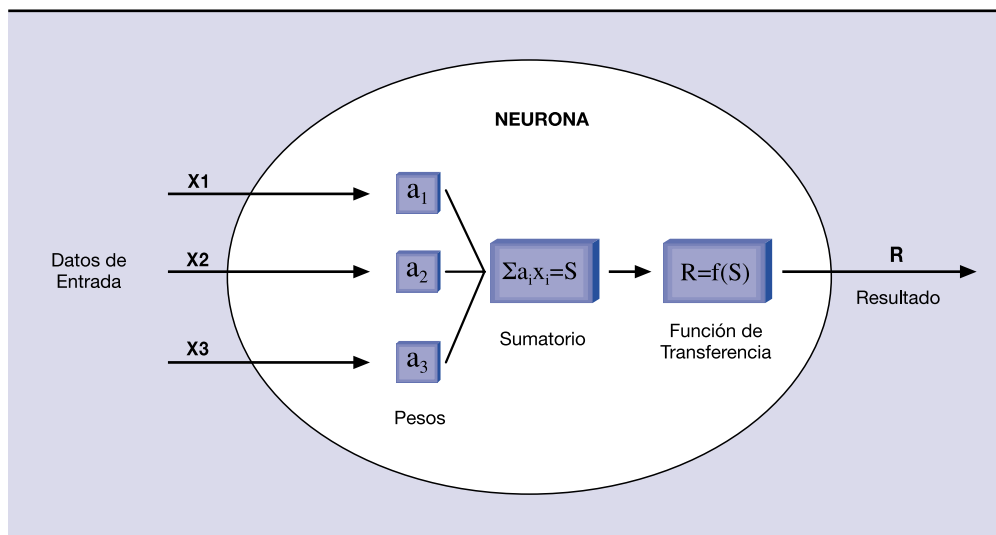 NEURONA
X1
a₁
Datos de
Entrada
X2
a₂
Σaᵢxᵢ=S
R=f(S)
R
Resultado
Sumatorio
Función de
Transferencia
X3
a₃
Pesos